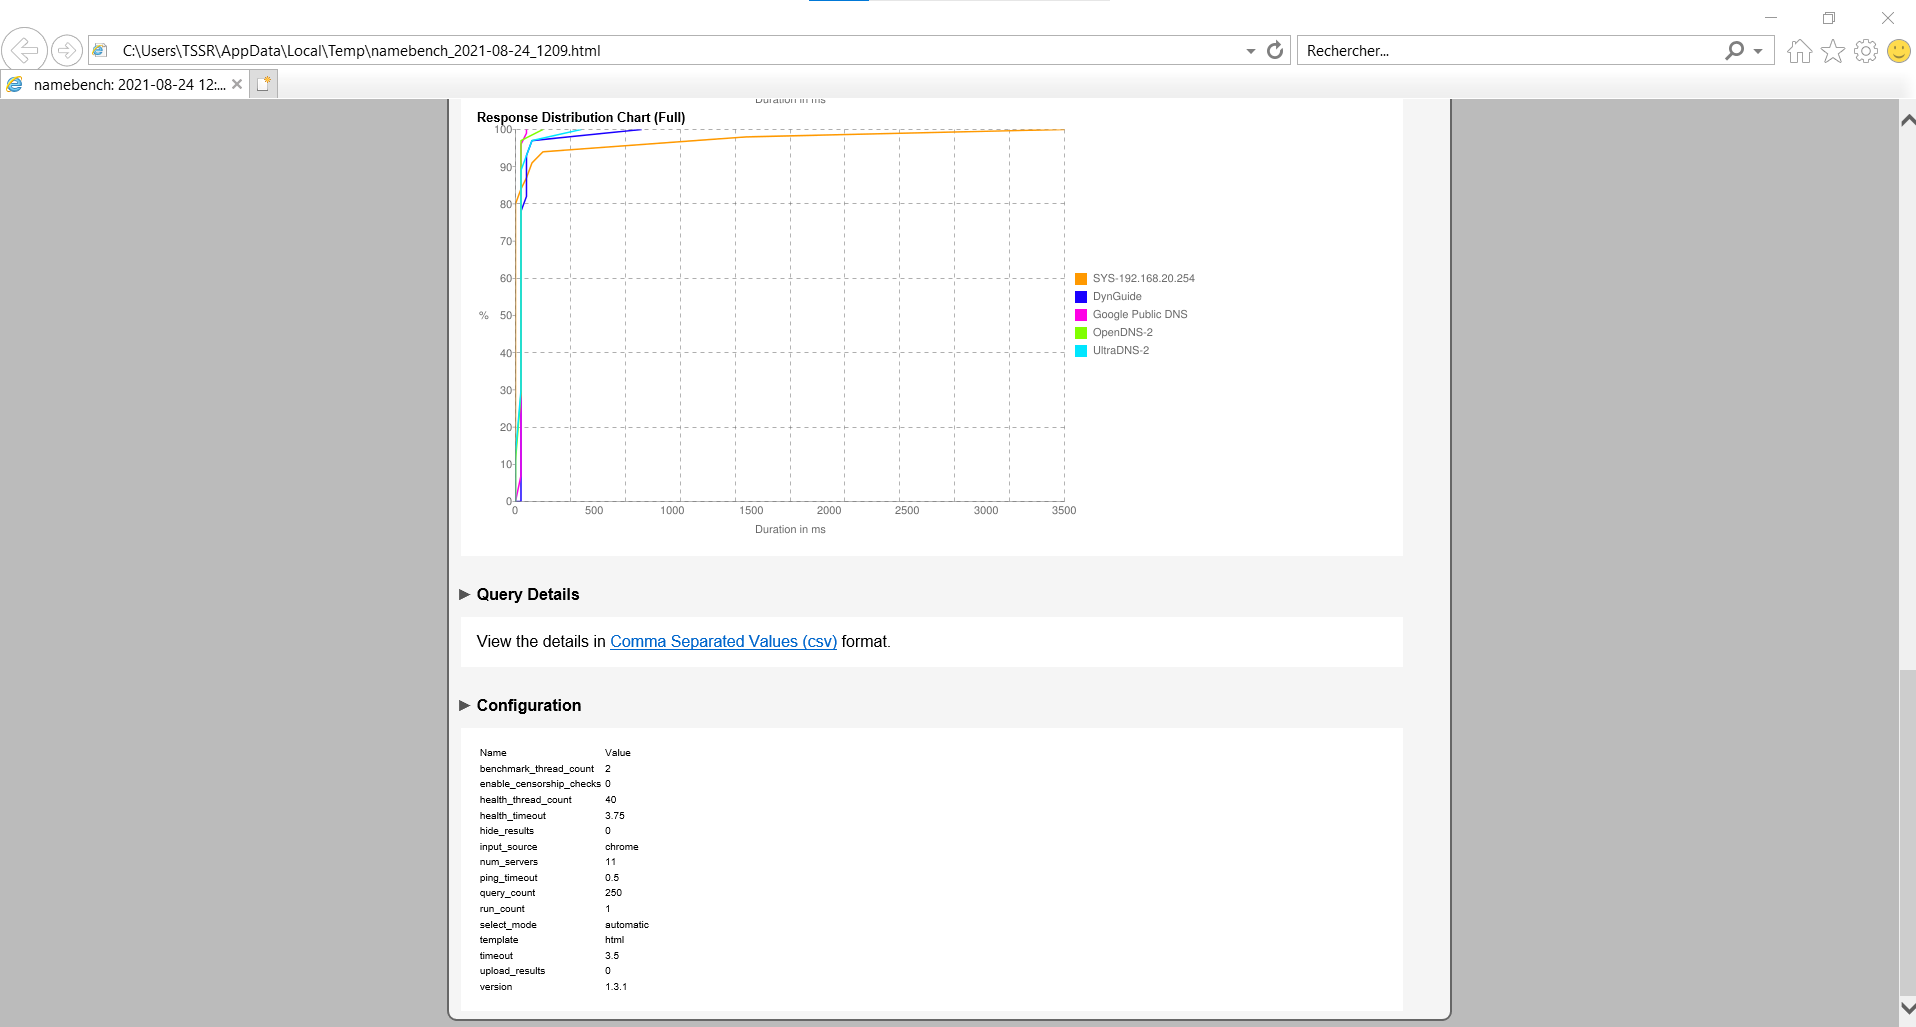 C:\Users\TSSR\AppData\Local\Temp\namebench_2021-08-24_1209.html
Rechercher...
namebench: 2021-08-24 12:...
Duration in ms
Response Distribution Chart (Full)
100
90
80
70
60
% 50
40
30
20
10
0
0 500 1000 1500 2000 2500 3000 3500
Duration in ms
SYS-192.168.20.254
DynGuide
Google Public DNS
OpenDNS-2
UltraDNS-2
Query Details
View the details in Comma Separated Values (csv) format.
Configuration
Name Value
benchmark_thread_count 2
enable_censorship_checks 0
health_thread_count 40
health_timeout 3.75
hide_results 0
input_source chrome
num_servers 11
ping_timeout 0.5
query_count 250
run_count 1
select_mode automatic
template html
timeout 3.5
upload_results 0
version 1.3.1